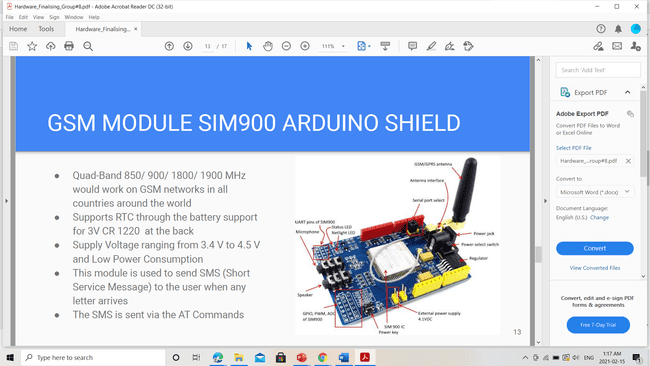 Hardware_Finalising_Group#8.pdf - Adobe Acrobat Reader DC (32-bit)
File Edit View Sign Window Help
Home Tools Hardware_Finalising... ×
13 / 17 111%
GSM MODULE SIM900 ARDUINO SHIELD
● Quad-Band 850/ 900/ 1800/ 1900 MHz
would work on GSM networks in all
countries around the world
● Supports RTC through the battery support
for 3V CR 1220 at the back
● Supply Voltage ranging from 3.4 V to 4.5 V
and Low Power Consumption
● This module is used to send SMS (Short
Service Message) to the user when any
letter arrives
● The SMS is sent via the AT Commands
GSM/GPRS antenna
Antenna interface
Serial port select
UART pins of SIM900
Status LED
Netlight LED
Microphone
Power jack
Power select switch
Regulator
Speaker
GPIO, PWM, ADC
of SIM900
SIM 900 IC
Power key
External power supply
4.1VDC
13
Search 'Add Text'
Export PDF
Adobe Export PDF
Convert PDF Files to Word
or Excel Online
Select PDF File
Hardware_...roup#8.pdf ×
Convert to
Microsoft Word (*.docx)
Document Language:
English (U.S.) Change
Convert
View Converted Files
Convert, edit and e-sign PDF
forms & agreements
Free 7-Day Trial
Type here to search
ENG
1:17 AM
2021-02-15